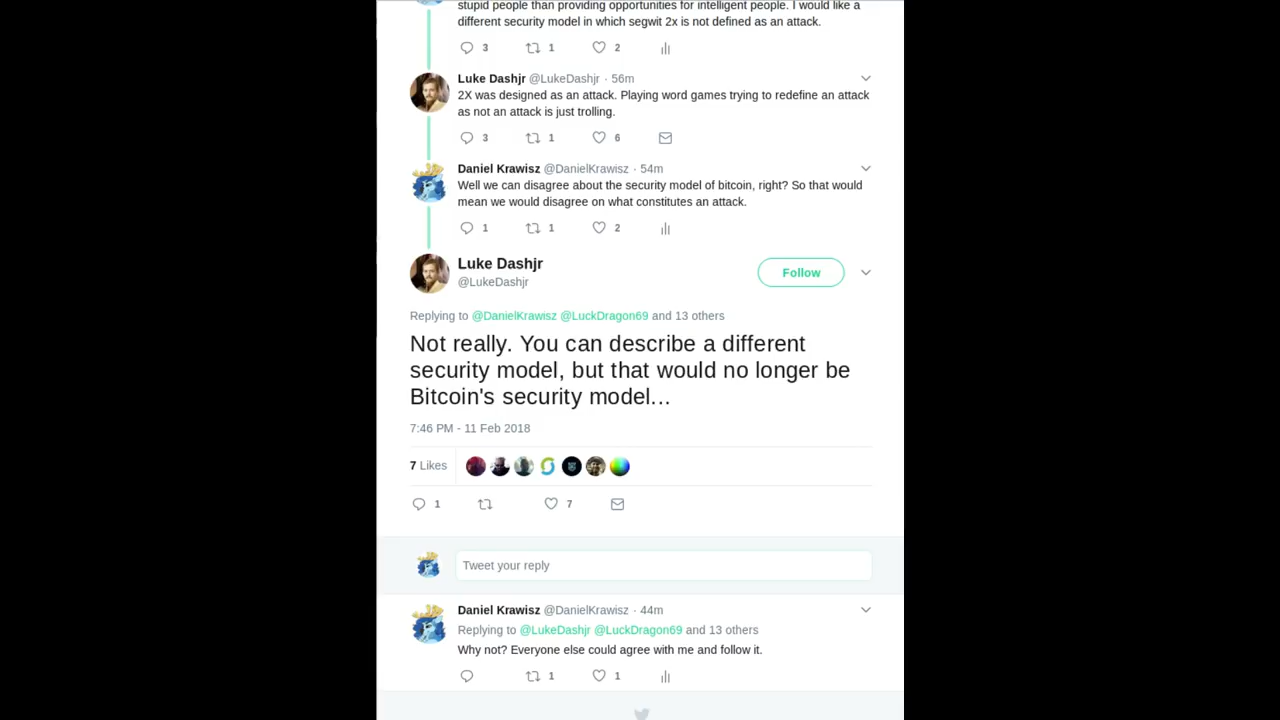 stupid people than providing opportunities for intelligent people. I would like a
different security model in which segwit 2x is not defined as an attack.
3 1 2
Luke Dashjr @LukeDashjr · 56m
2X was designed as an attack. Playing word games trying to redefine an attack
as not an attack is just trolling.
3 1 6
Daniel Krawisz @DanielKrawisz · 54m
Well we can disagree about the security model of bitcoin, right? So that would
mean we would disagree on what constitutes an attack.
1 1 2
Luke Dashjr
@LukeDashjr
Follow
Replying to @DanielKrawisz @LuckDragon69 and 13 others
Not really. You can describe a different
security model, but that would no longer be
Bitcoin's security model...
7:46 PM - 11 Feb 2018
7 Likes
1 7
Tweet your reply
Daniel Krawisz @DanielKrawisz · 44m
Replying to @LukeDashjr @LuckDragon69 and 13 others
Why not? Everyone else could agree with me and follow it.
1 1